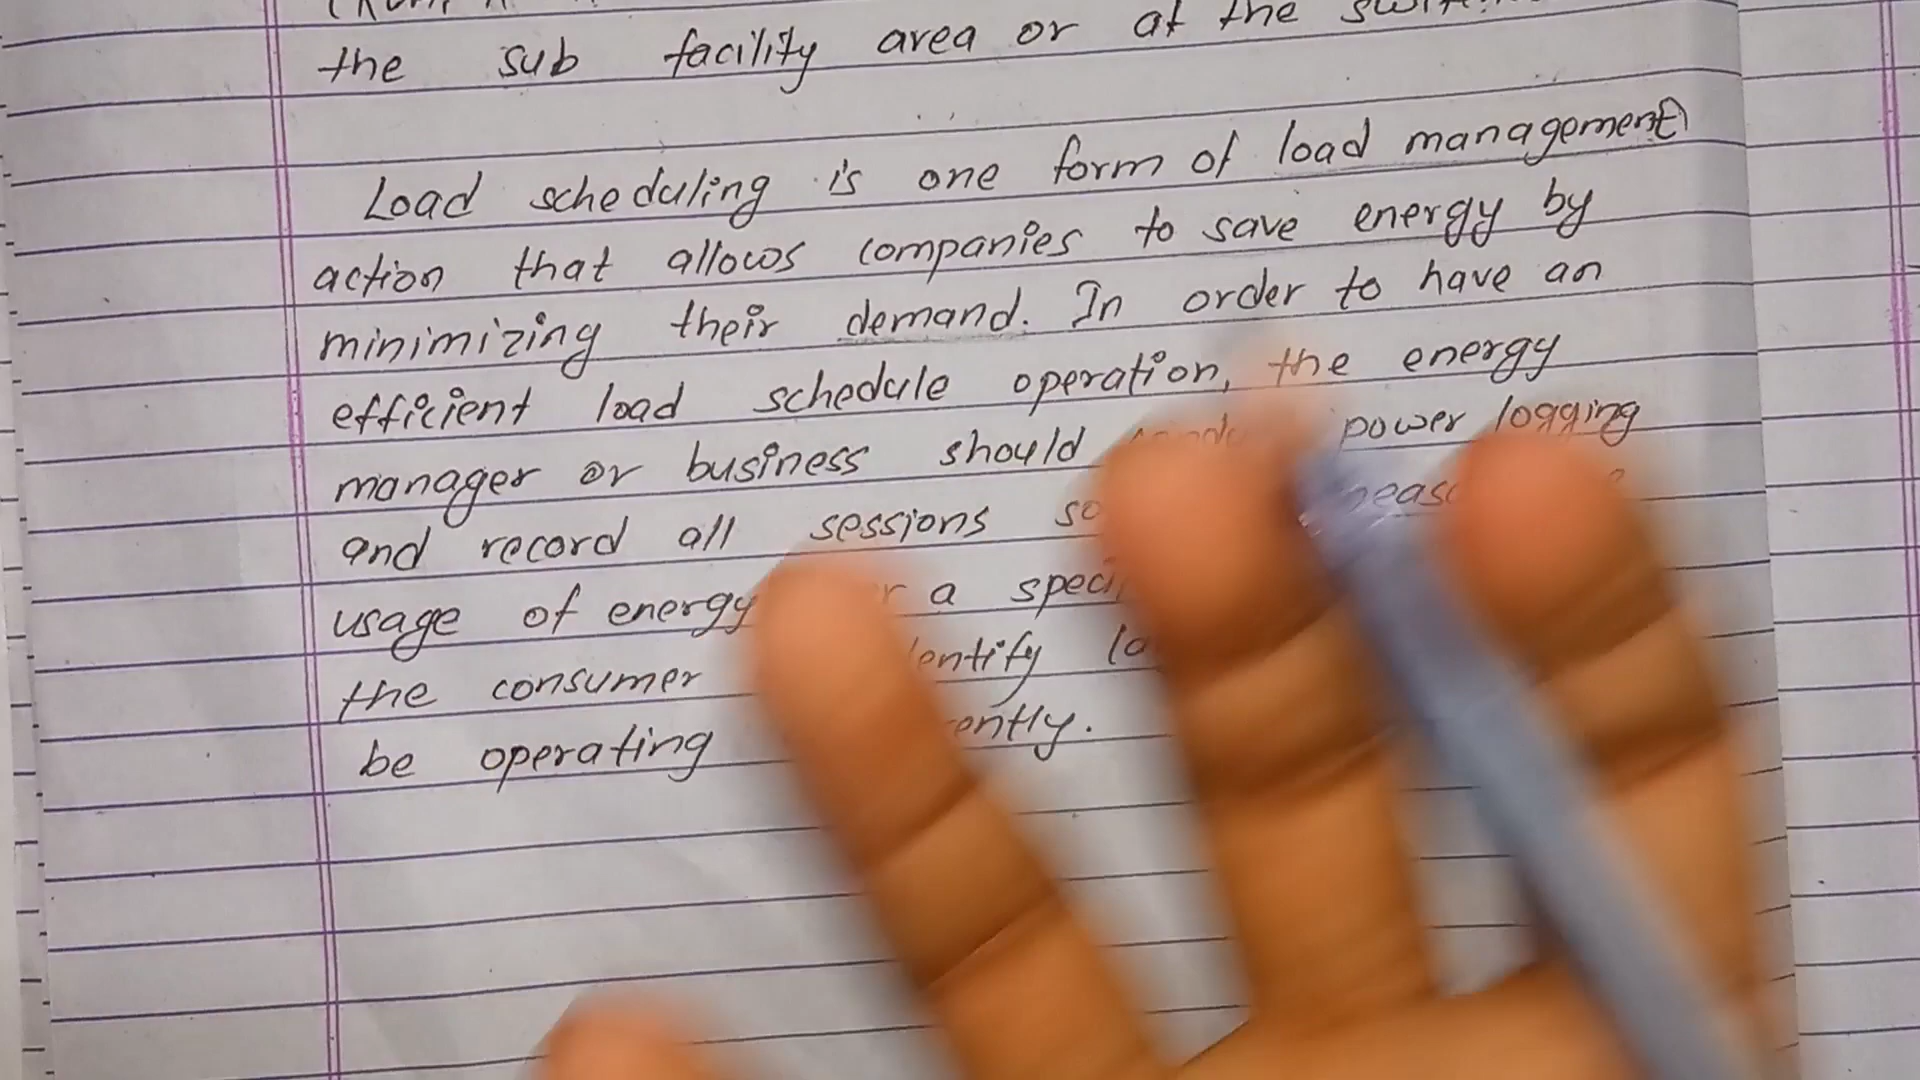 the sub facility area or at the
Load scheduling is one form of load management
action that allows companies to save energy by
minimizing their demand. In order to have an
efficient load schedule operation, the energy
manager or business should power logging
and record all sessions
usage of energy a
the consumer
be operating